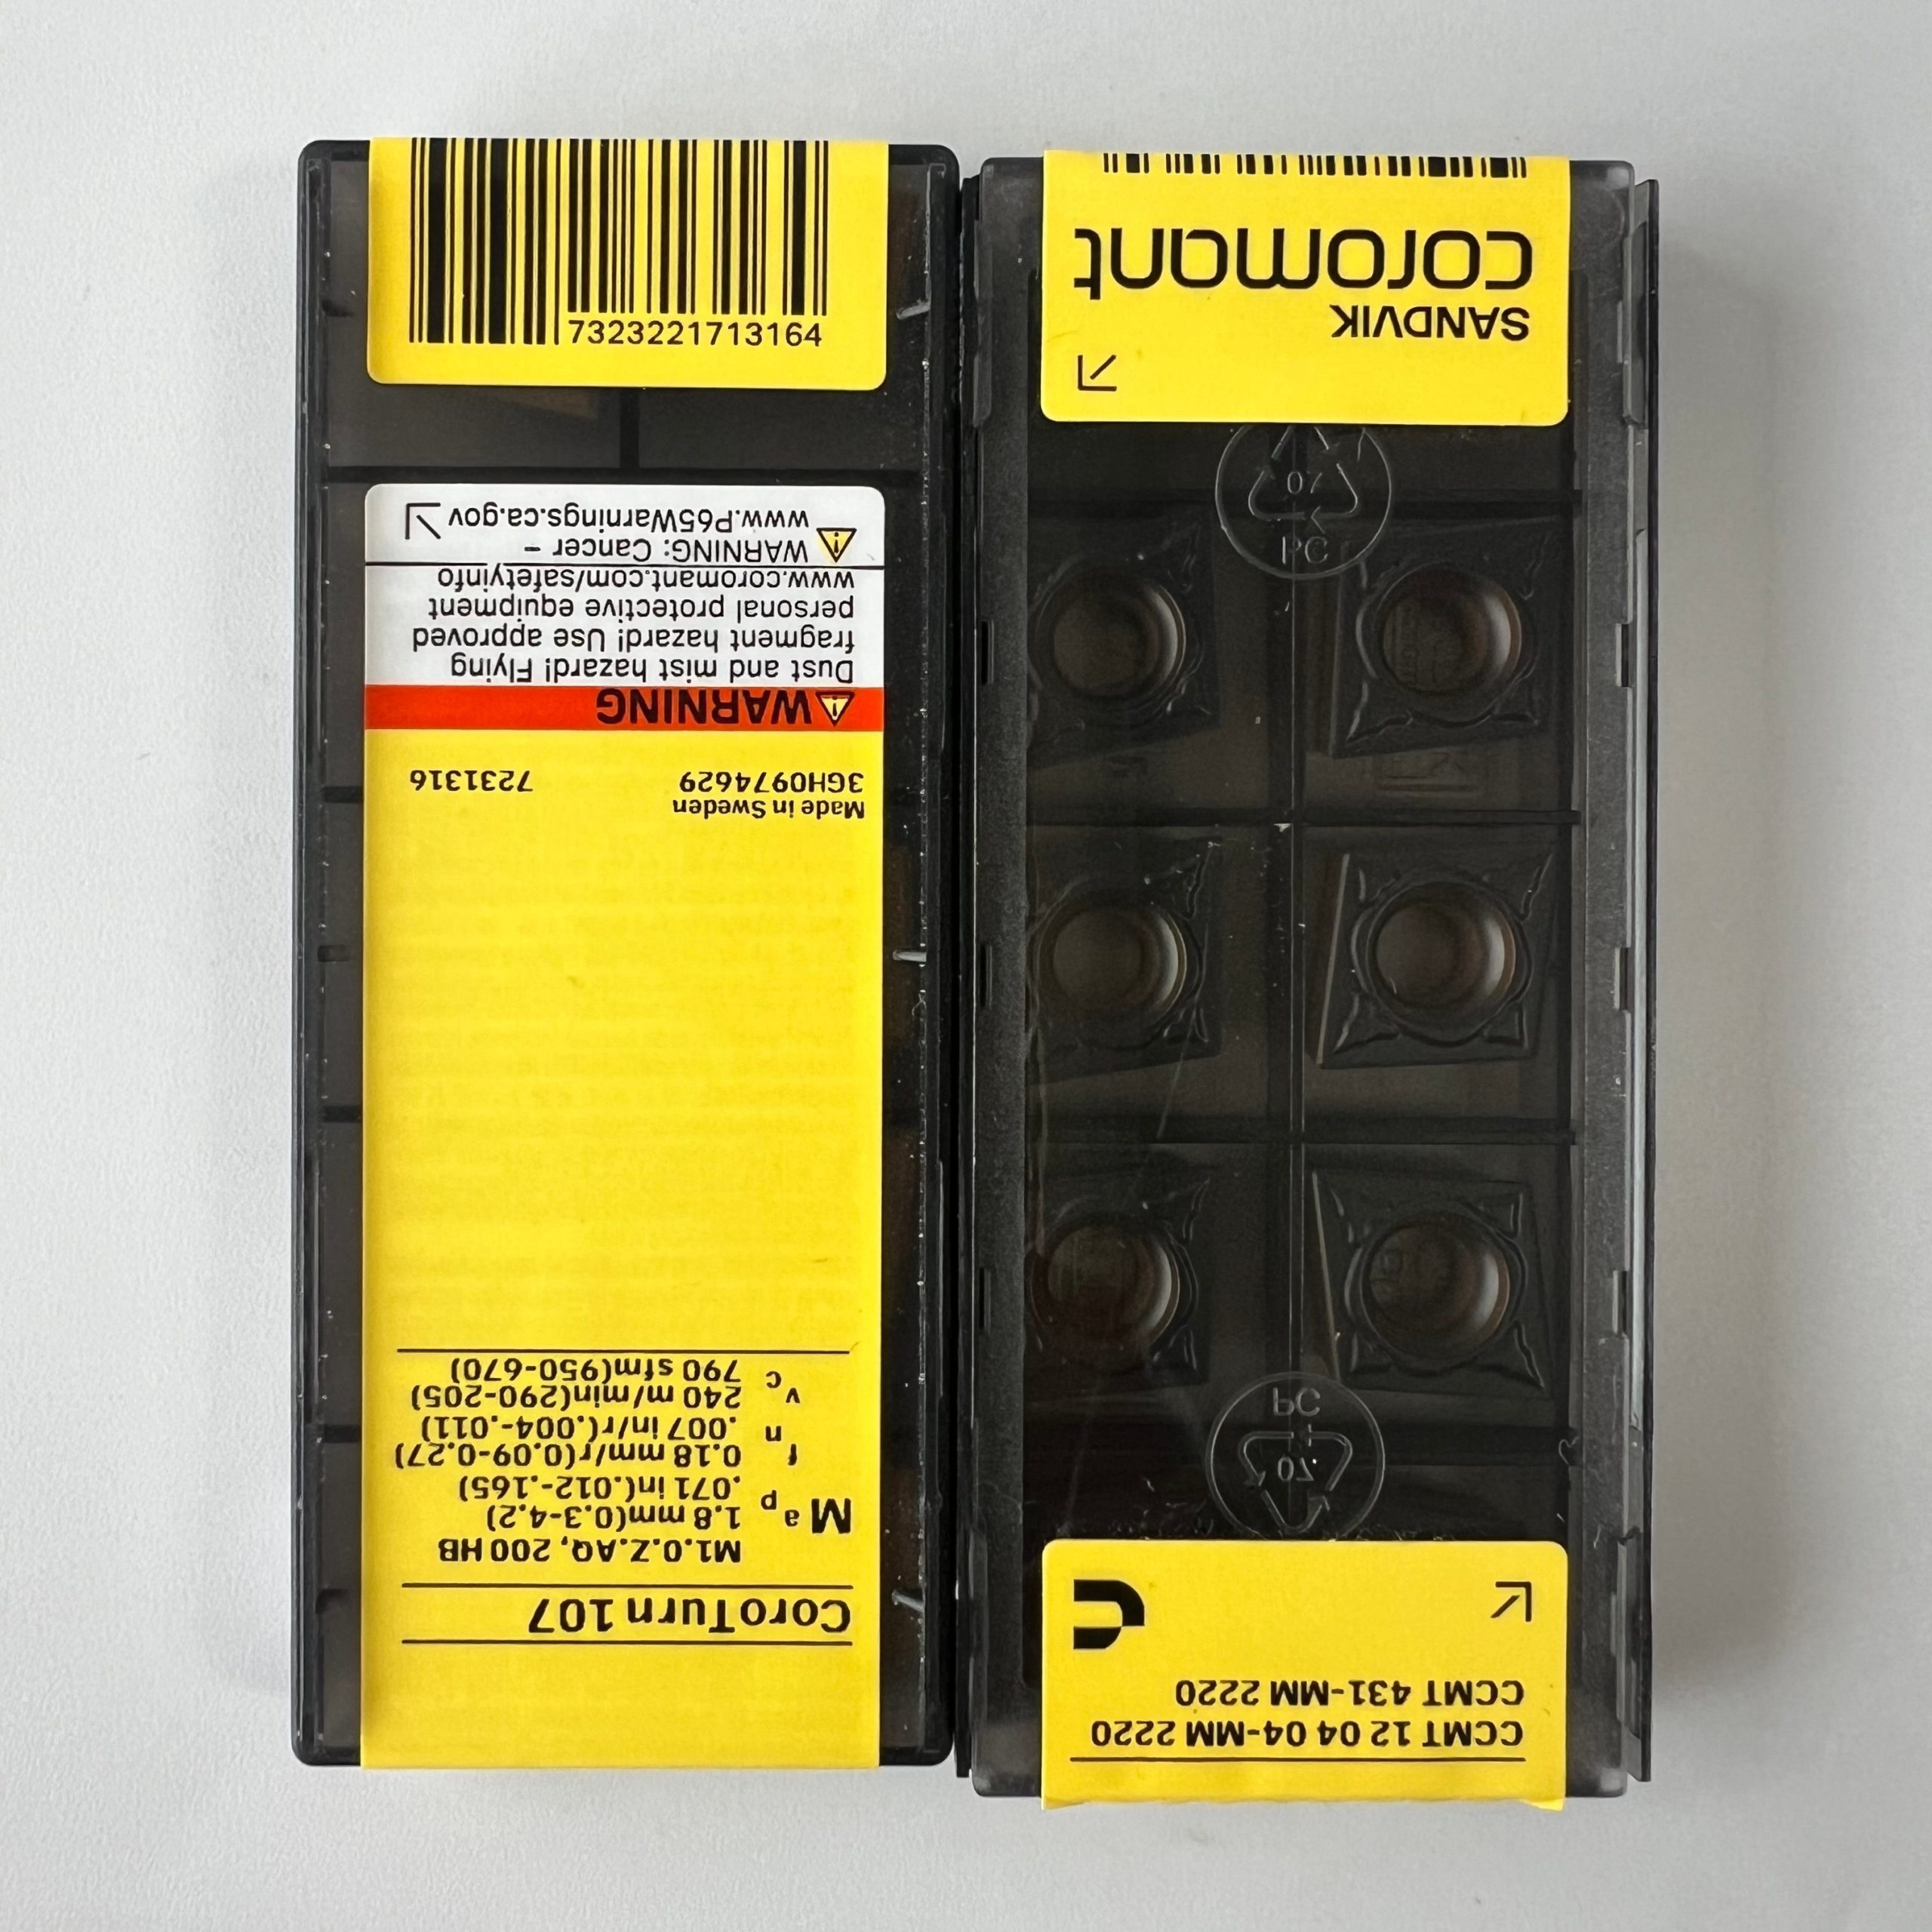 7323221713164
CoroTurn 107
M1.0.Z.AQ, 200 HB
M ap 1.8 mm(0.3-4.2)
.071 in(.012-.165)
fn 0.18 mm/r(0.09-0.27)
.007 in/r(.004-.011)
vc 240 m/min(290-205)
790 sfm(950-670)
Made in Sweden
3GH0974629 7231316
WARNING
Dust and mist hazard! Flying
fragment hazard! Use approved
personal protective equipment
www.coromant.com/safetyinfo
WARNING: Cancer -
www.P65Warnings.ca.gov
CCMT 12 04 04-MM 2220
CCMT 431-MM 2220
07
PC
07
PC
SANDVIK
coromant